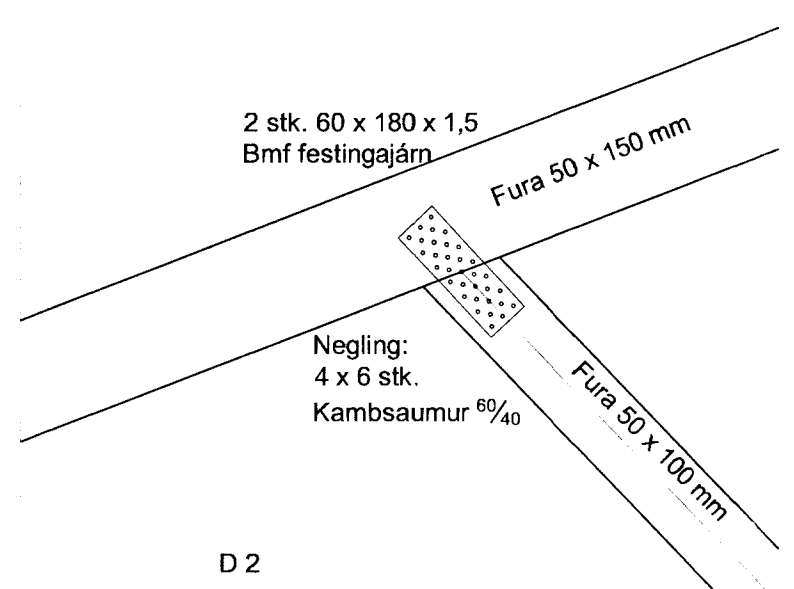 2 stk. 60 x 180 x 1,5
Bmf festingajárn
Fura 50 x 150 mm
Negling:
4 x 6 stk.
Kambsaumur 60/40
Fura 50 x 100 mm
D 2